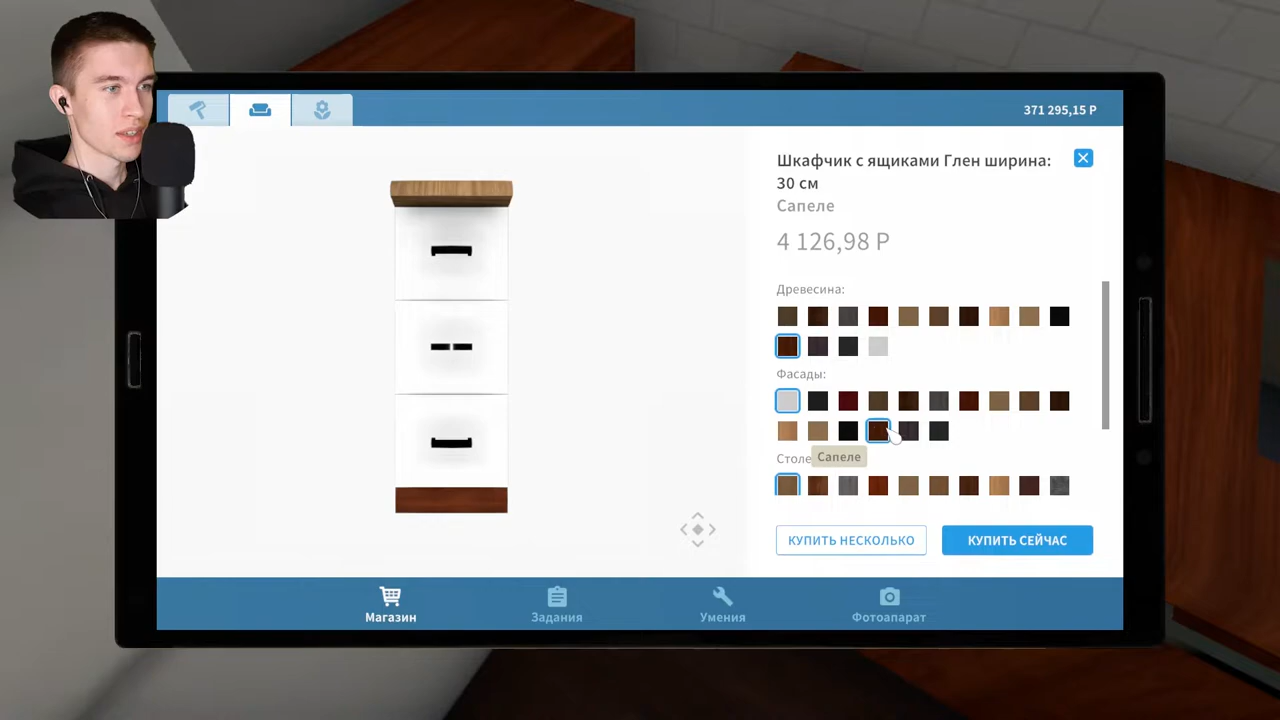 371 295,15 Р
Шкафчик с ящиками Глен ширина:
30 см
Сапеле
4 126,98 Р
Древесина:
Фасады:
Столе
Сапеле
КУПИТЬ НЕСКОЛЬКО
КУПИТЬ СЕЙЧАС
Магазин
Задания
Умения
Фотоаппарат